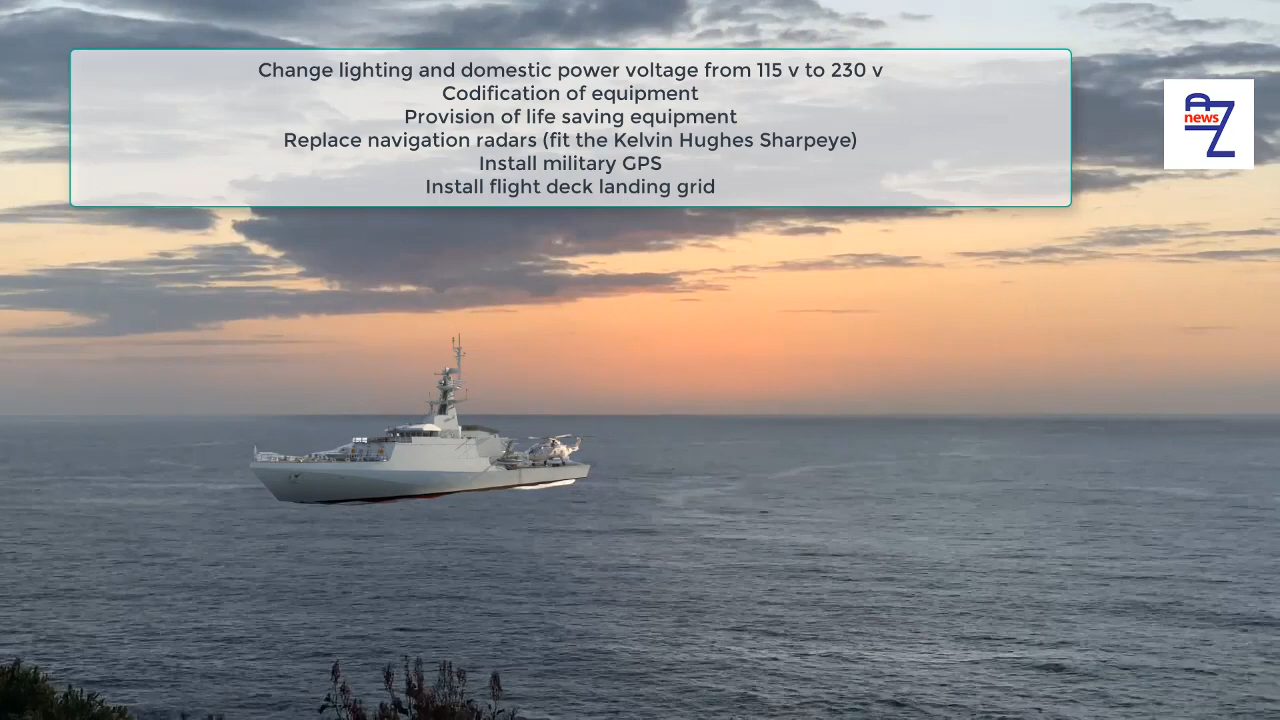 Change lighting and domestic power voltage from 115 v to 230 v
Codification of equipment
Provision of life saving equipment
Replace navigation radars (fit the Kelvin Hughes Sharpeye)
Install military GPS
Install flight deck landing grid
A
news
Z